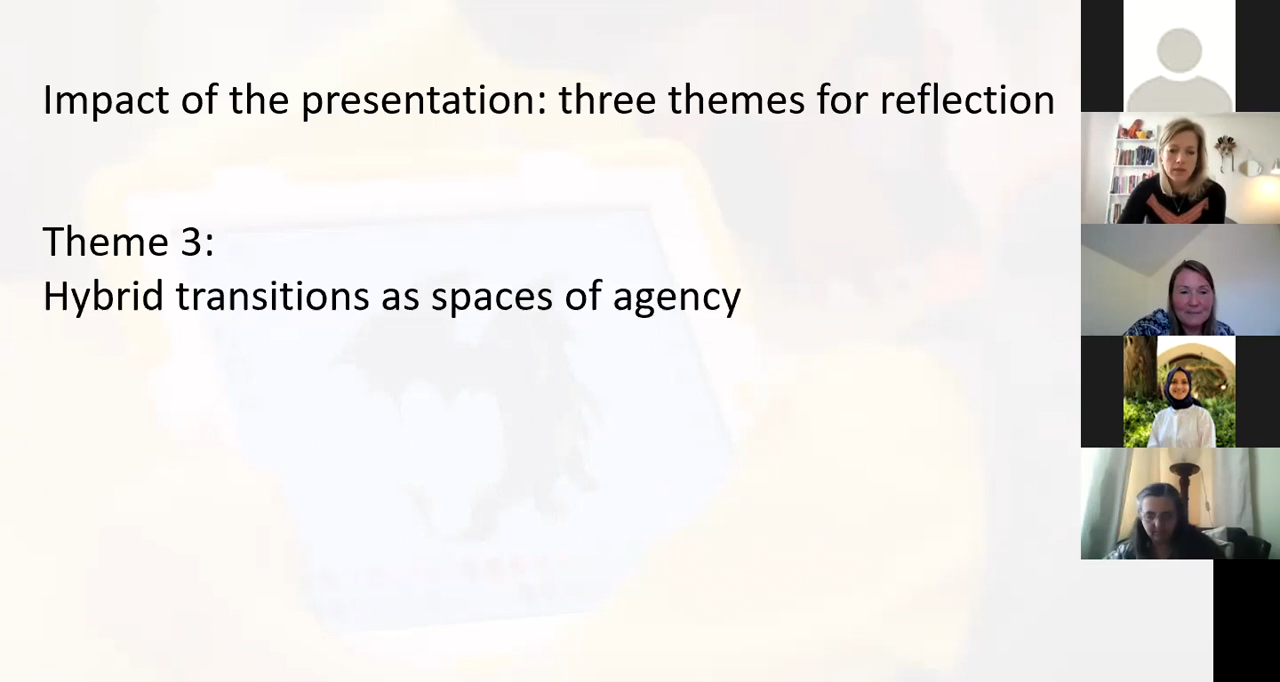 Impact of the presentation: three themes for reflection
Theme 3:
Hybrid transitions as spaces of agency